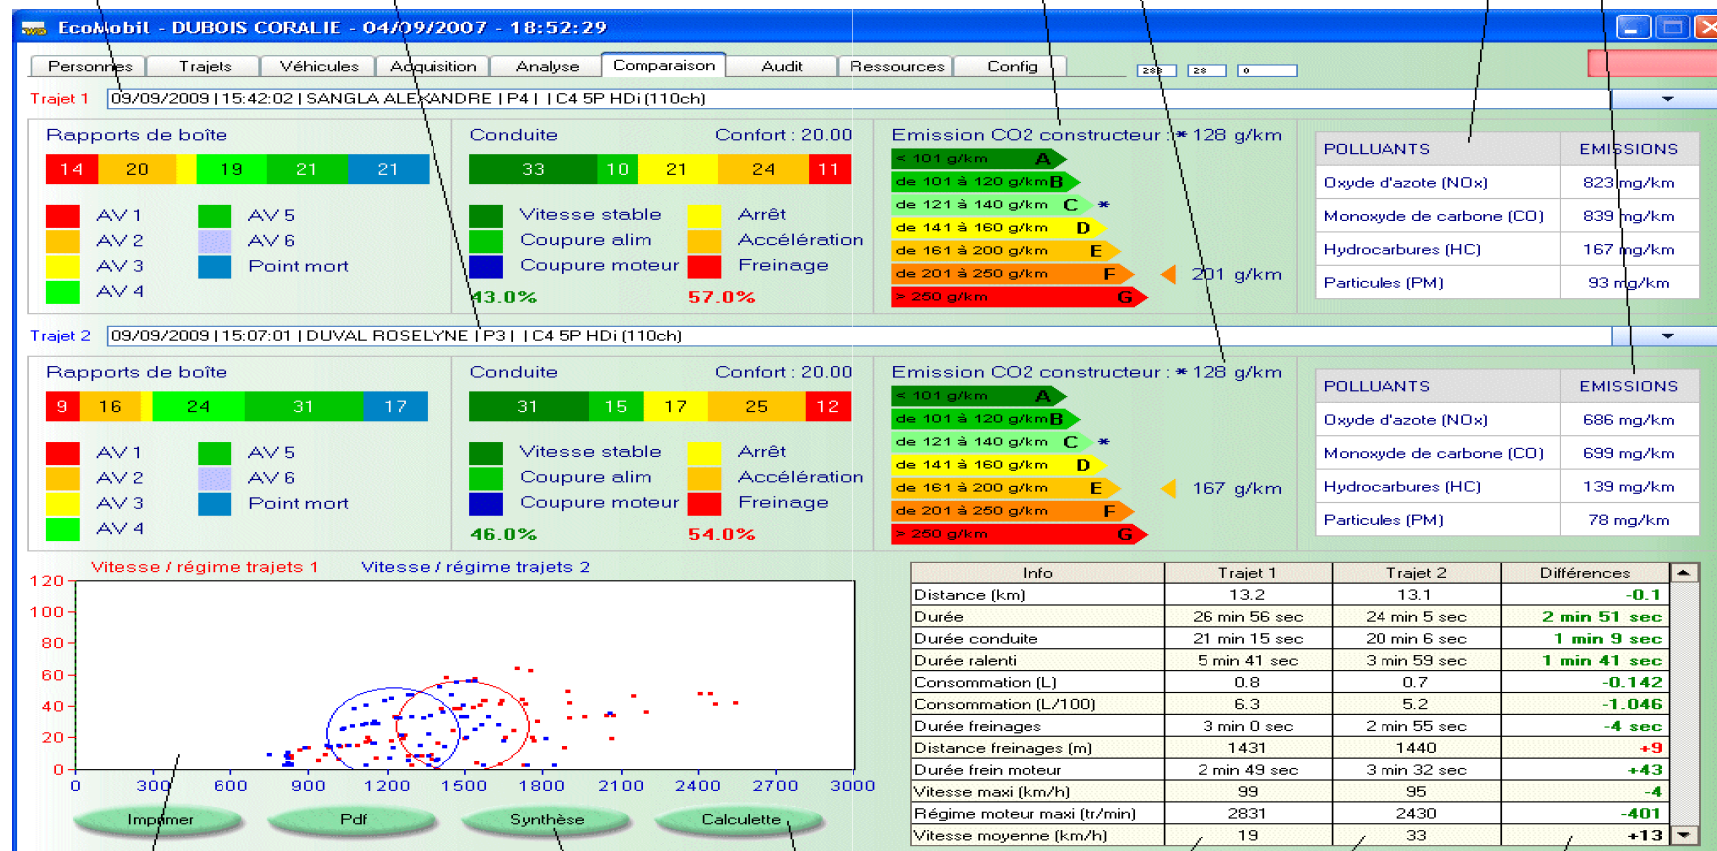 EcoMobil - DUBOIS CORALIE - 04/09/2007 - 18:52:29
Personnes Trajets Véhicules Acquisition Analyse Comparaison Audit Ressources Config 288 28 0
Trajet 1 09/09/2009 | 15:42:02 | SANGLA ALEXANDRE | P4 | | C4 5P HDi (110ch)
Rapports de boîte Conduite Confort : 20.00 Emission CO2 constructeur : * 128 g/km
14 20 19 21 21 33 10 21 24 11
AV 1 AV 5 Vitesse stable Arrêt
AV 2 AV 6 Coupure alim Accélération
AV 3 Point mort Coupure moteur Freinage
AV 4 43.0% 57.0%
< 101 g/km A
de 101 à 120 g/km B
de 121 à 140 g/km C *
de 141 à 160 g/km D
de 161 à 200 g/km E
de 201 à 250 g/km F 201 g/km
> 250 g/km G
POLLUANTS EMISSIONS
Oxyde d'azote (NOx) 823 mg/km
Monoxyde de carbone (CO) 839 mg/km
Hydrocarbures (HC) 167 mg/km
Particules (PM) 93 mg/km
Trajet 2 09/09/2009 | 15:07:01 | DUVAL ROSELYNE | P3 | | C4 5P HDi (110ch)
Rapports de boîte Conduite Confort : 20.00 Emission CO2 constructeur : * 128 g/km
9 16 24 31 17 31 15 17 25 12
AV 1 AV 5 Vitesse stable Arrêt
AV 2 AV 6 Coupure alim Accélération
AV 3 Point mort Coupure moteur Freinage
AV 4 46.0% 54.0%
< 101 g/km A
de 101 à 120 g/km B
de 121 à 140 g/km C *
de 141 à 160 g/km D
de 161 à 200 g/km E 167 g/km
de 201 à 250 g/km F
> 250 g/km G
POLLUANTS EMISSIONS
Oxyde d'azote (NOx) 686 mg/km
Monoxyde de carbone (CO) 699 mg/km
Hydrocarbures (HC) 139 mg/km
Particules (PM) 78 mg/km
Vitesse / régime trajets 1 Vitesse / régime trajets 2
120
100
80
60
40
20
0
0 300 600 900 1200 1500 1800 2100 2400 2700 3000
Imprimer Pdf Synthèse Calculette
Info Trajet 1 Trajet 2 Différences
Distance (km) 13.2 13.1 -0.1
Durée 26 min 56 sec 24 min 5 sec 2 min 51 sec
Durée conduite 21 min 15 sec 20 min 6 sec 1 min 9 sec
Durée ralenti 5 min 41 sec 3 min 59 sec 1 min 41 sec
Consommation (L) 0.8 0.7 -0.142
Consommation (L/100) 6.3 5.2 -1.046
Durée freinages 3 min 0 sec 2 min 55 sec -4 sec
Distance freinages (m) 1431 1440 +9
Durée frein moteur 2 min 49 sec 3 min 32 sec +43
Vitesse maxi (km/h) 99 95 -4
Régime moteur maxi (tr/min) 2831 2430 -401
Vitesse moyenne (km/h) 19 33 +13